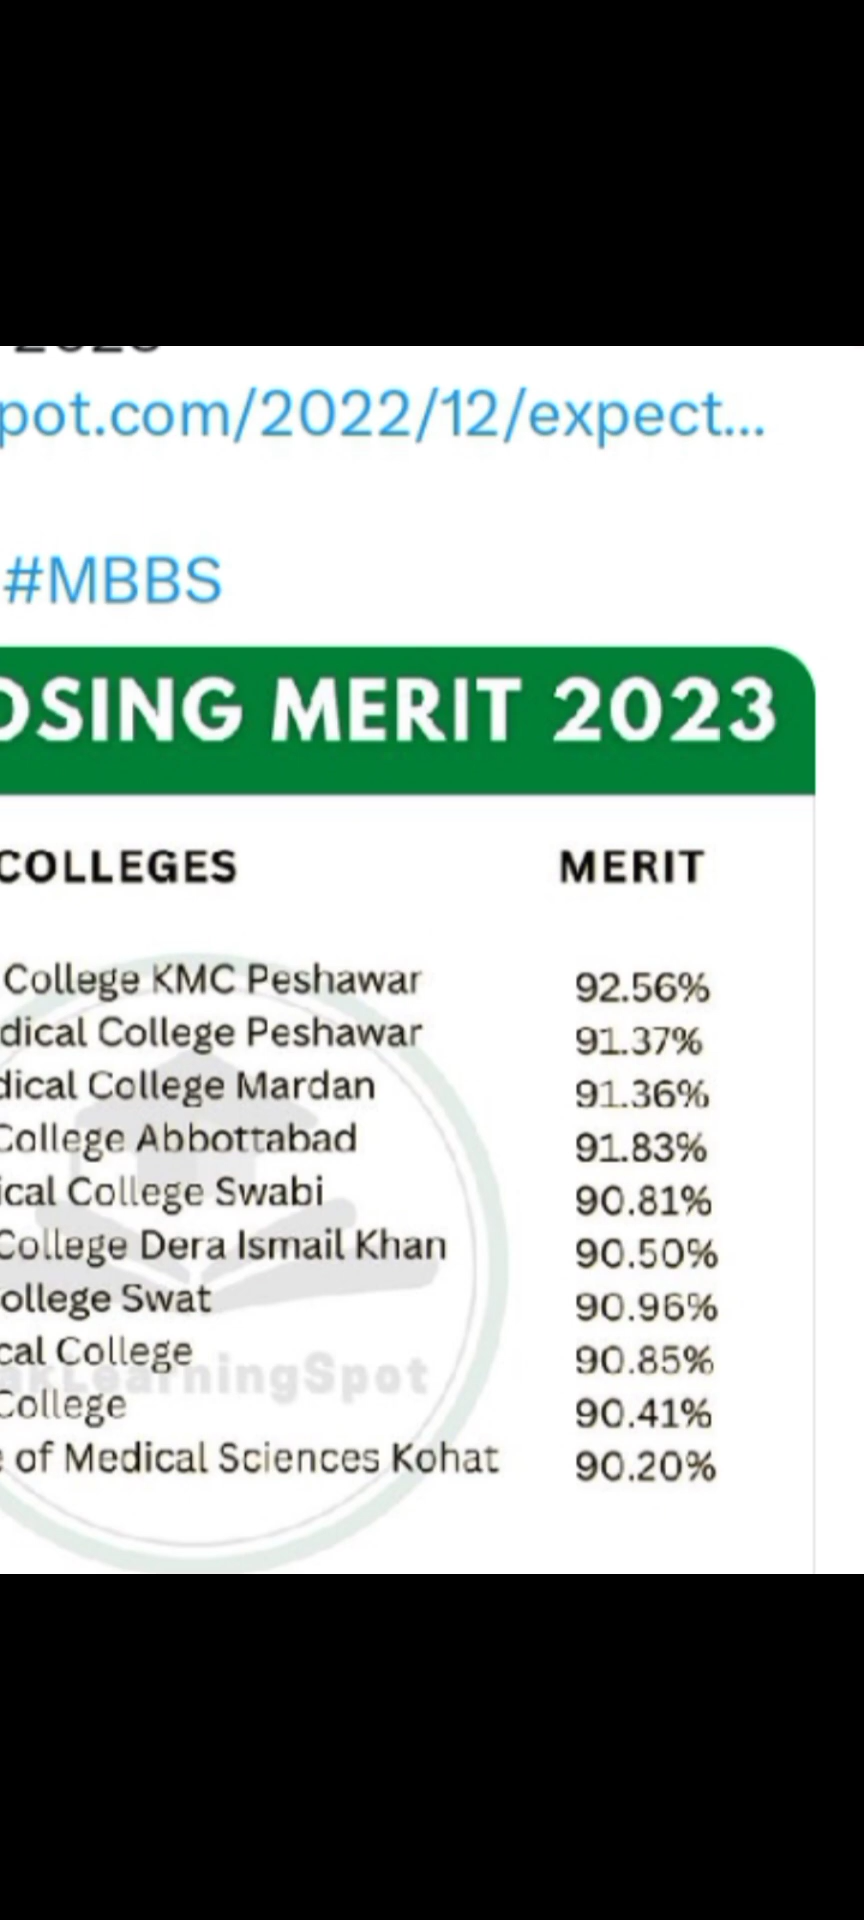 pot.com/2022/12/expect...
#MBBS
OSING MERIT 2023
COLLEGES MERIT
College KMC Peshawar 92.56%
dical College Peshawar 91.37%
dical College Mardan 91.36%
College Abbottabad 91.83%
ical College Swabi 90.81%
College Dera Ismail Khan 90.50%
ollege Swat 90.96%
cal College 90.85%
kLearningSpot
College 90.41%
e of Medical Sciences Kohat 90.20%